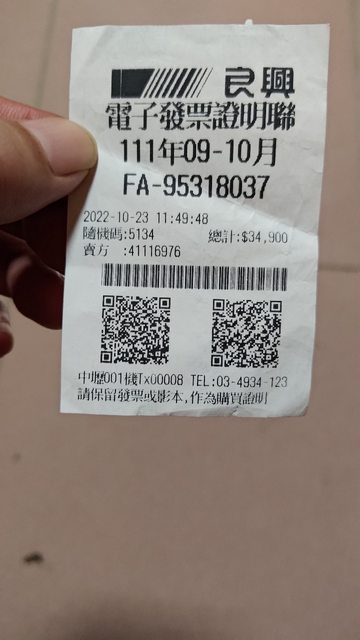 良興
電子發票證明聯
111年09-10月
FA-95318037
2022-10-23 11:49:48
隨機碼:5134 總計:$34,900
賣方 :41116976
中壢001機Tx00008 TEL:03-4934-123
請保留發票或影本,作為購買證明